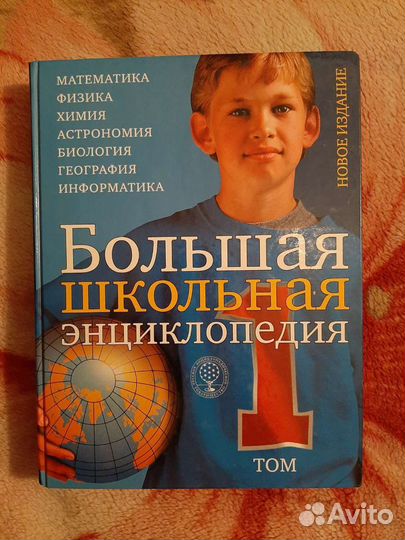 МАТЕМАТИКА
ФИЗИКА
ХИМИЯ
АСТРОНОМИЯ
БИОЛОГИЯ
ГЕОГРАФИЯ
ИНФОРМАТИКА
НОВОЕ ИЗДАНИЕ
БОЛЬШАЯ
ШКОЛЬНАЯ
ЭНЦИКЛОПЕДИЯ
1
ТОМ
Avito